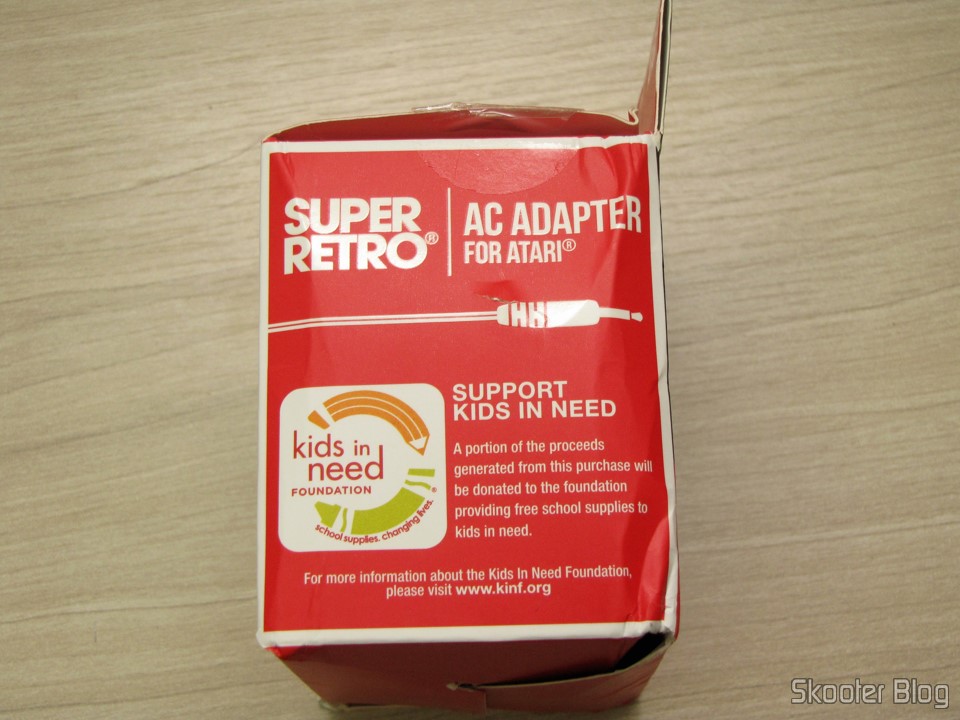 SUPER
RETRO®
AC ADAPTER
FOR ATARI®
SUPPORT
KIDS IN NEED
kids in
need
FOUNDATION
®
school supplies. changing lives.
A portion of the proceeds
generated from this purchase will
be donated to the foundation
providing free school supplies to
kids in need.
For more information about the Kids In Need Foundation,
please visit www.kinf.org
Skooter Blog